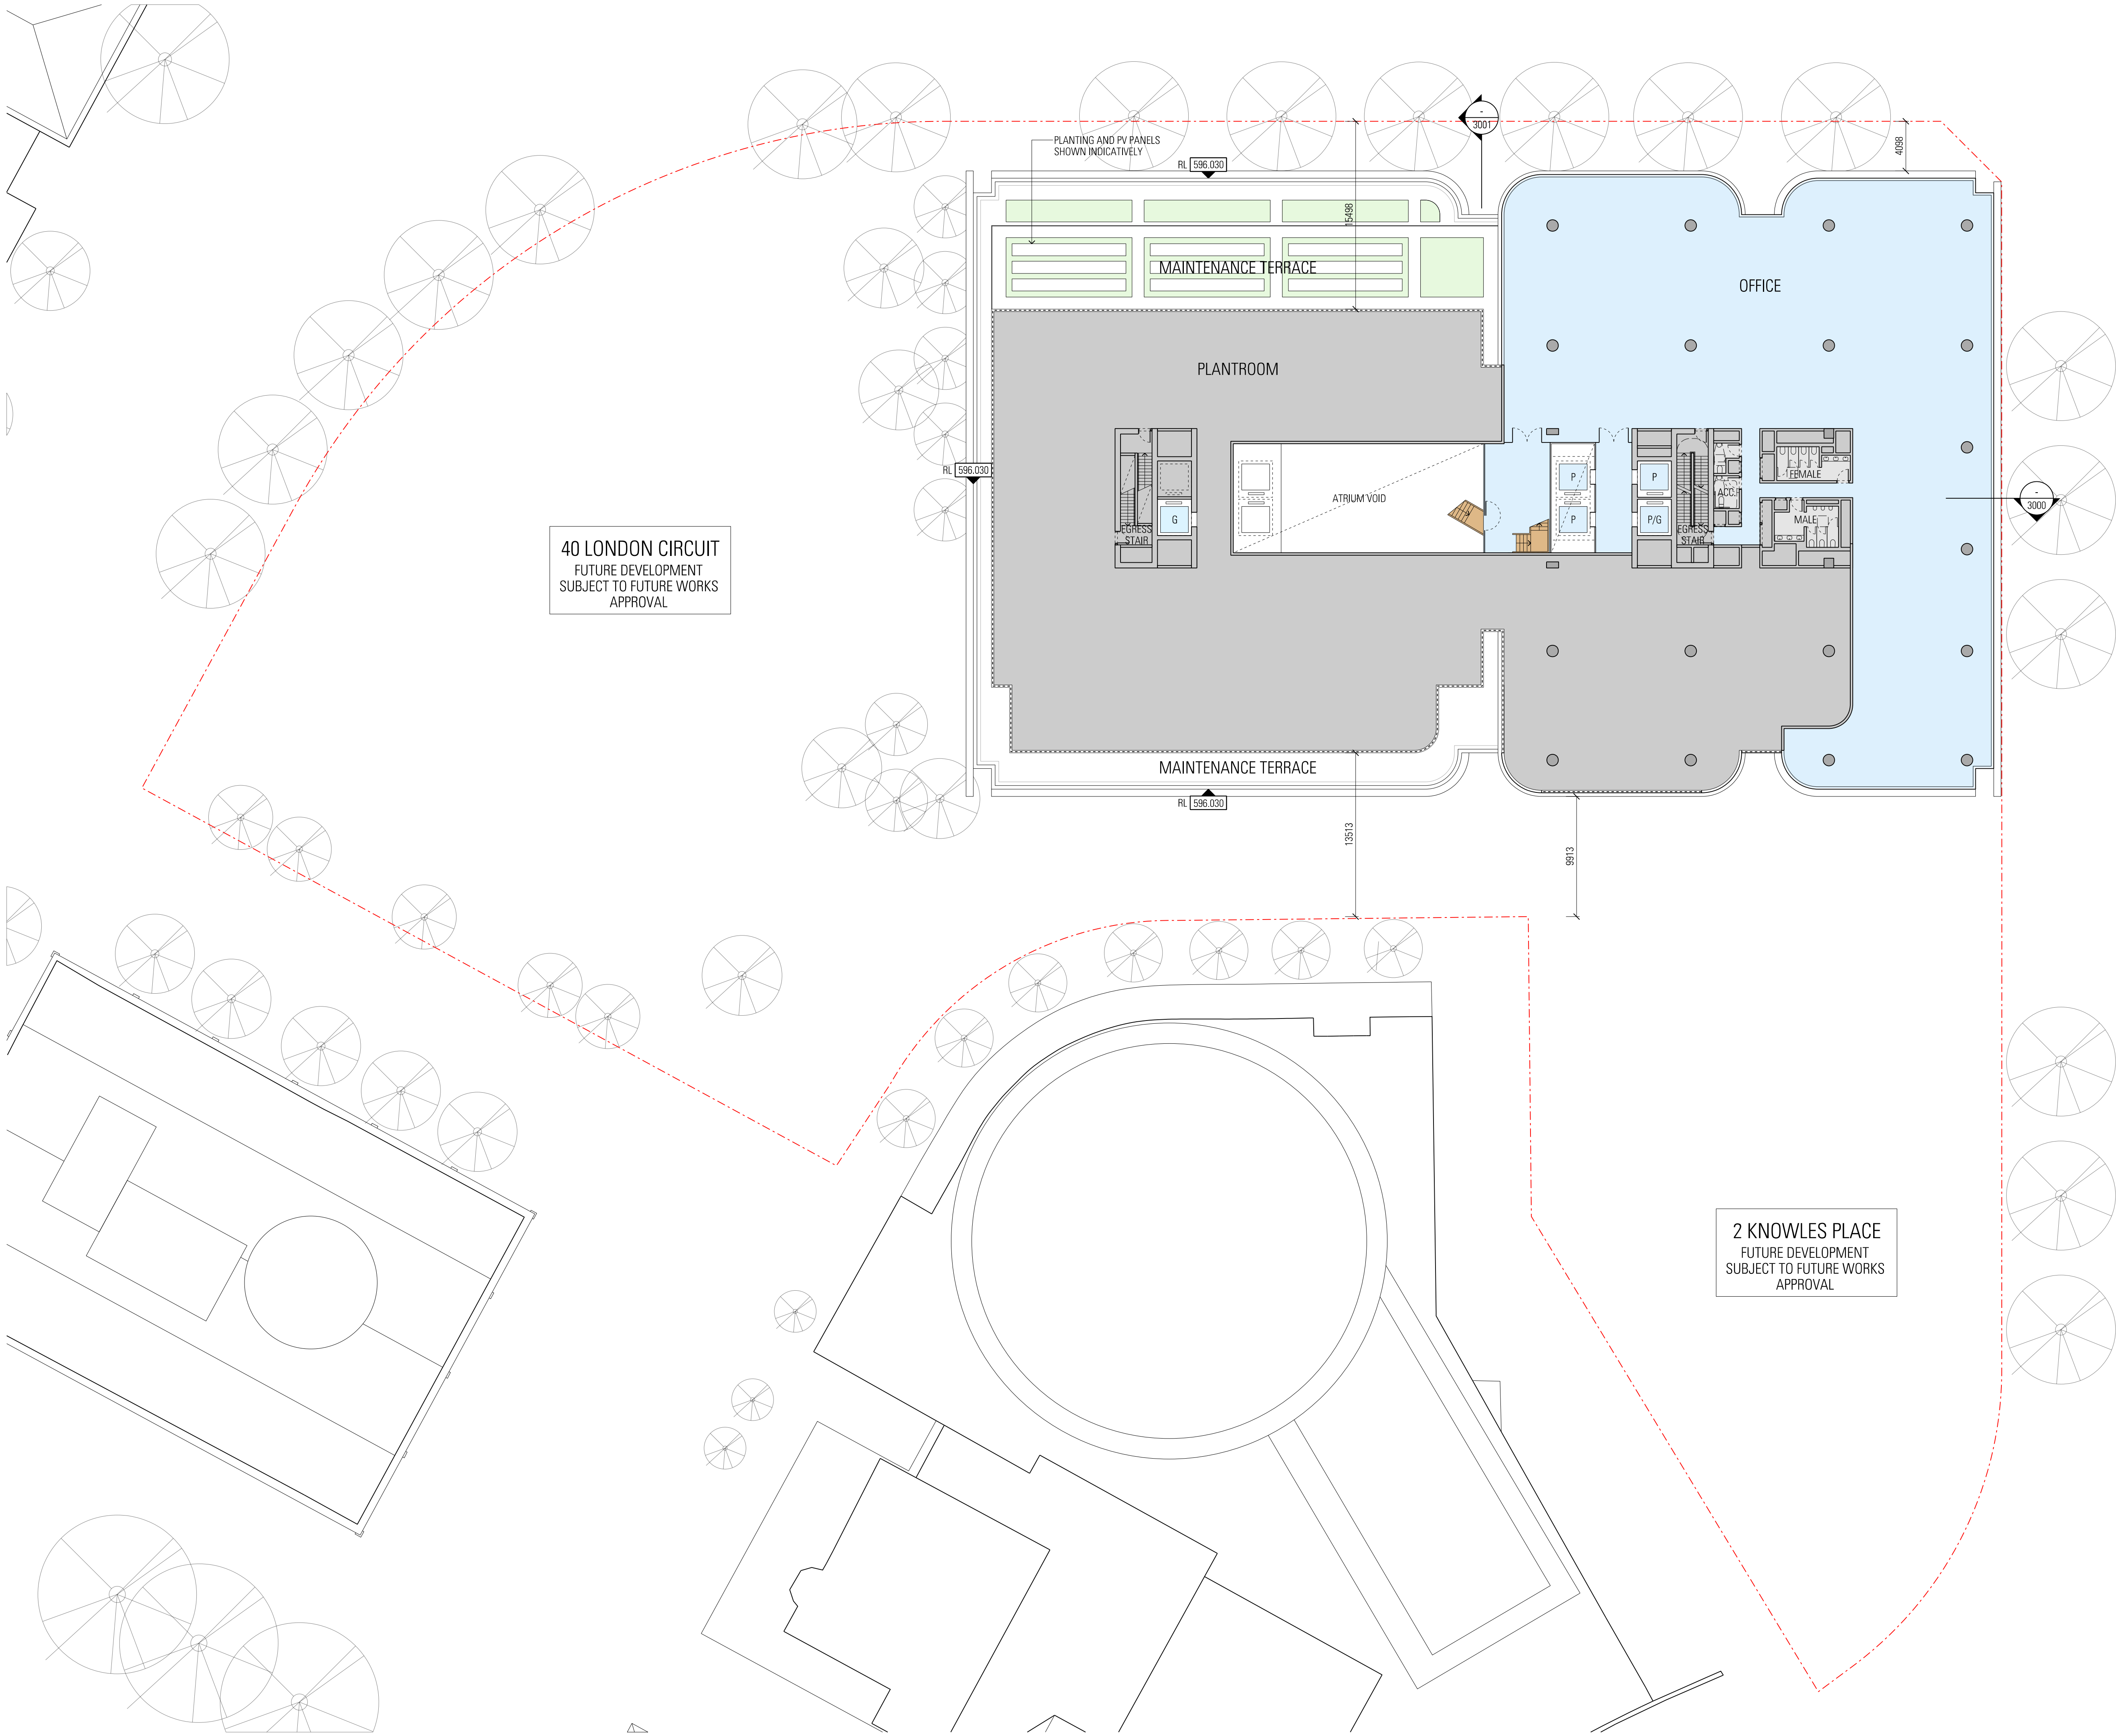 3001
PLANTING AND PV PANELS
SHOWN INDICATIVELY
4098
RL 596.030
15498
MAINTENANCE TERRACE
OFFICE
PLANTROOM
RL 596.030
ATRIUM VOID
P
P
FEMALE
ACC.
3000
G
P
P/G
MALE
EGRESS
STAIR
EGRESS
STAIR
40 LONDON CIRCUIT
FUTURE DEVELOPMENT
SUBJECT TO FUTURE WORKS
APPROVAL
MAINTENANCE TERRACE
RL 596.030
13513
9913
2 KNOWLES PLACE
FUTURE DEVELOPMENT
SUBJECT TO FUTURE WORKS
APPROVAL